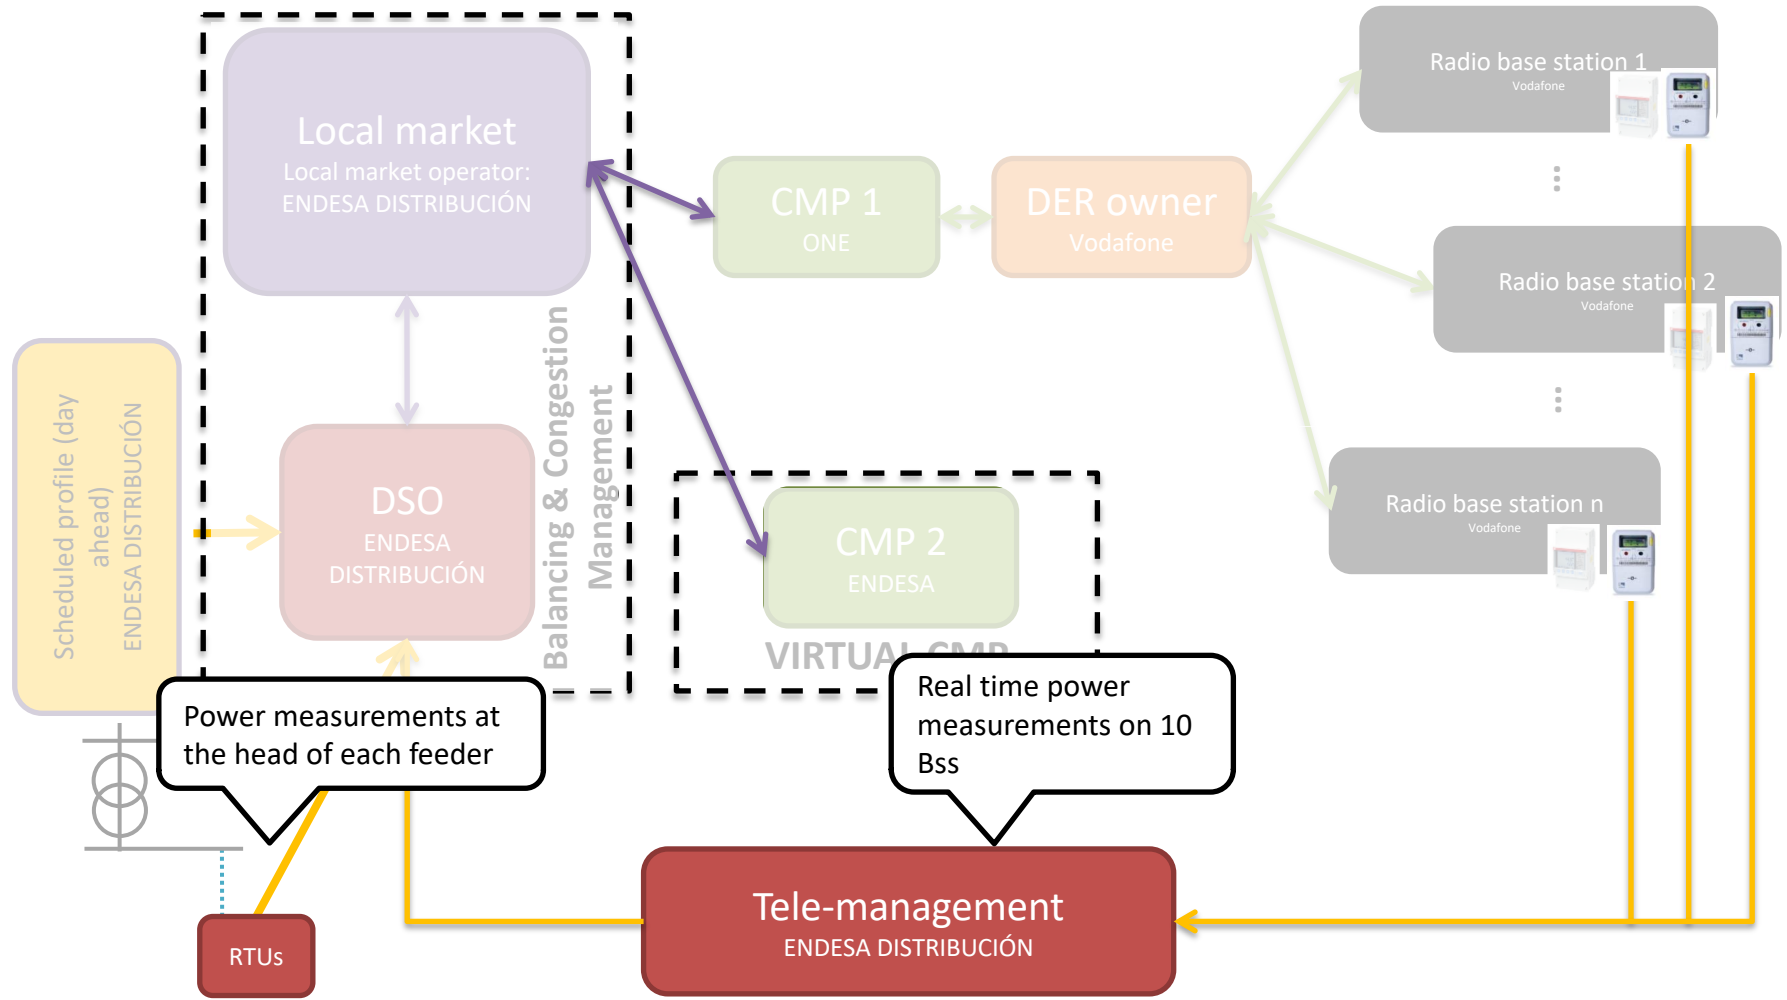 Local market
Local market operator:
ENDESA DISTRIBUCIÓN
CMP 1
ONE
DER owner
Vodafone
Radio base station 1
Vodafone
Radio base station 2
Vodafone
Radio base station n
Vodafone
Scheduled profile (day
ahead)
ENDESA DISTRIBUCIÓN
DSO
ENDESA
DISTRIBUCIÓN
Balancing & Congestion
Management
CMP 2
ENDESA
VIRTUAL CMP
Power measurements at
the head of each feeder
Real time power
measurements on 10
Bss
Tele-management
ENDESA DISTRIBUCIÓN
RTUs